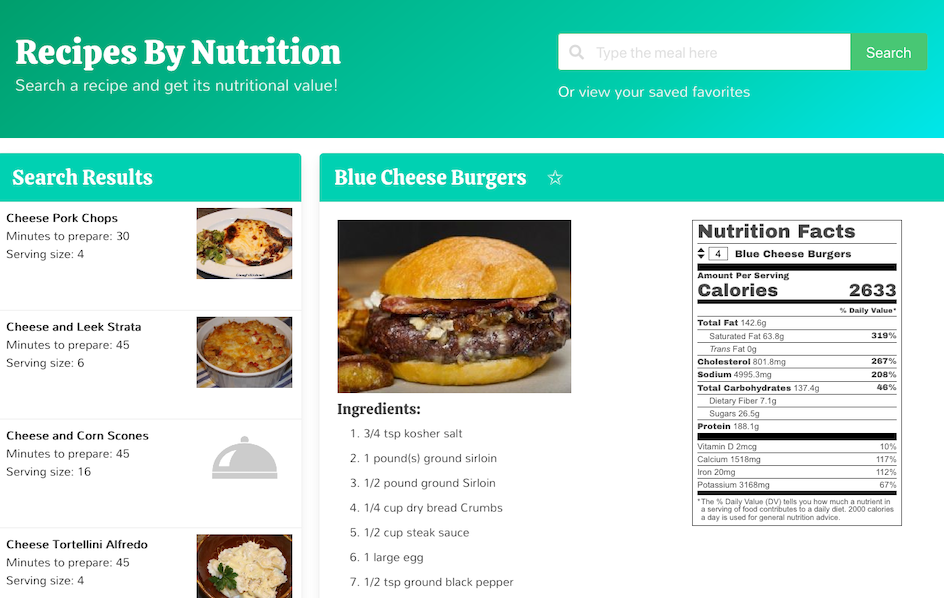 Recipes By Nutrition
Search a recipe and get its nutritional value!
Type the meal here
Search
Or view your saved favorites
Search Results
Cheese Pork Chops
Minutes to prepare: 30
Serving size: 4
Cheese and Leek Strata
Minutes to prepare: 45
Serving size: 6
Cheese and Corn Scones
Minutes to prepare: 45
Serving size: 16
Cheese Tortellini Alfredo
Minutes to prepare: 45
Serving size: 4
Blue Cheese Burgers ☆
Ingredients:
1. 3/4 tsp kosher salt
2. 1 pound(s) ground sirloin
3. 1/2 pound ground Sirloin
4. 1/4 cup dry bread Crumbs
5. 1/2 cup steak sauce
6. 1 large egg
7. 1/2 tsp ground black pepper
Nutrition Facts
4 Blue Cheese Burgers
Amount Per Serving
Calories 2633
% Daily Value*
Total Fat 142.6g
Saturated Fat 63.8g 319%
Trans Fat 0g
Cholesterol 801.8mg 267%
Sodium 4995.3mg 208%
Total Carbohydrates 137.4g 46%
Dietary Fiber 7.1g
Sugars 26.5g
Protein 188.1g
Vitamin D 2mcg 10%
Calcium 1518mg 117%
Iron 20mg 112%
Potassium 3168mg 67%
*The % Daily Value (DV) tells you how much a nutrient in
a serving of food contributes to a daily diet. 2000 calories
a day is used for general nutrition advice.